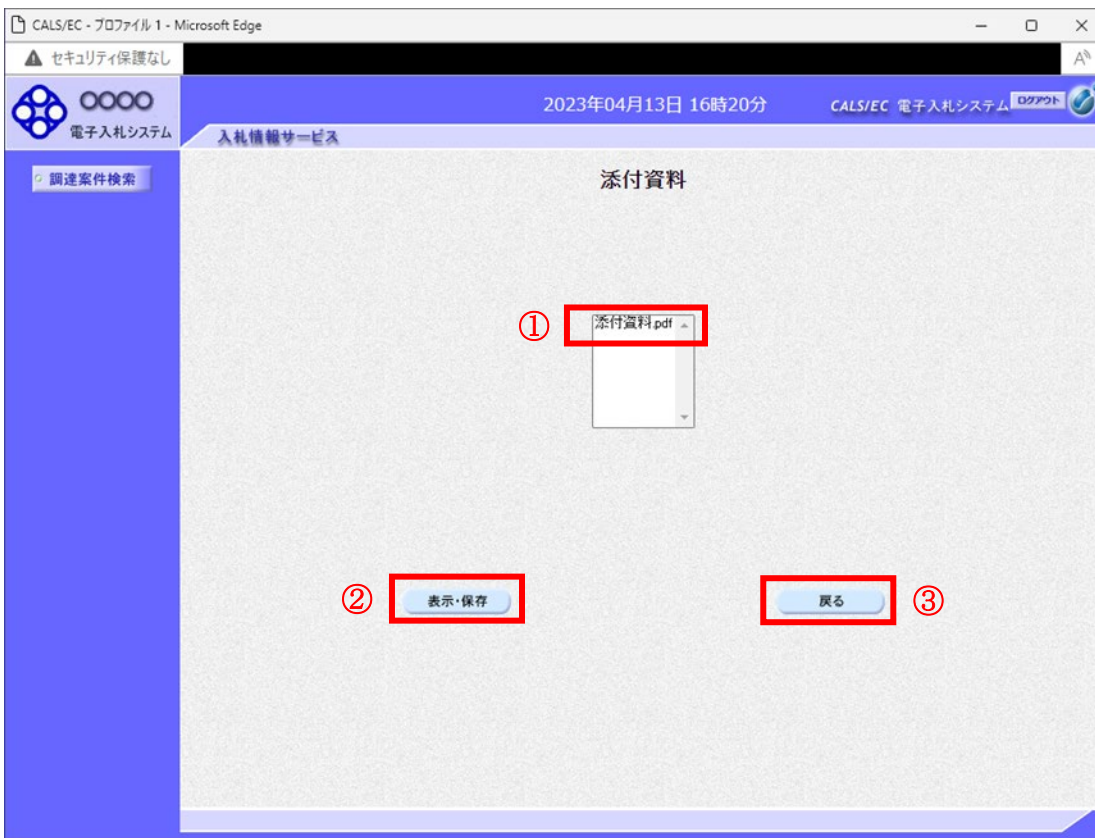 CALS/EC - プロファイル 1 - Microsoft Edge
セキュリティ保護なし
A
〇〇〇〇
電子入札システム
2023年04月13日 16時20分
CALS/EC 電子入札システム
ログアウト
入札情報サービス
調達案件検索
添付資料
①
添付資料.pdf
②
表示・保存
戻る
③